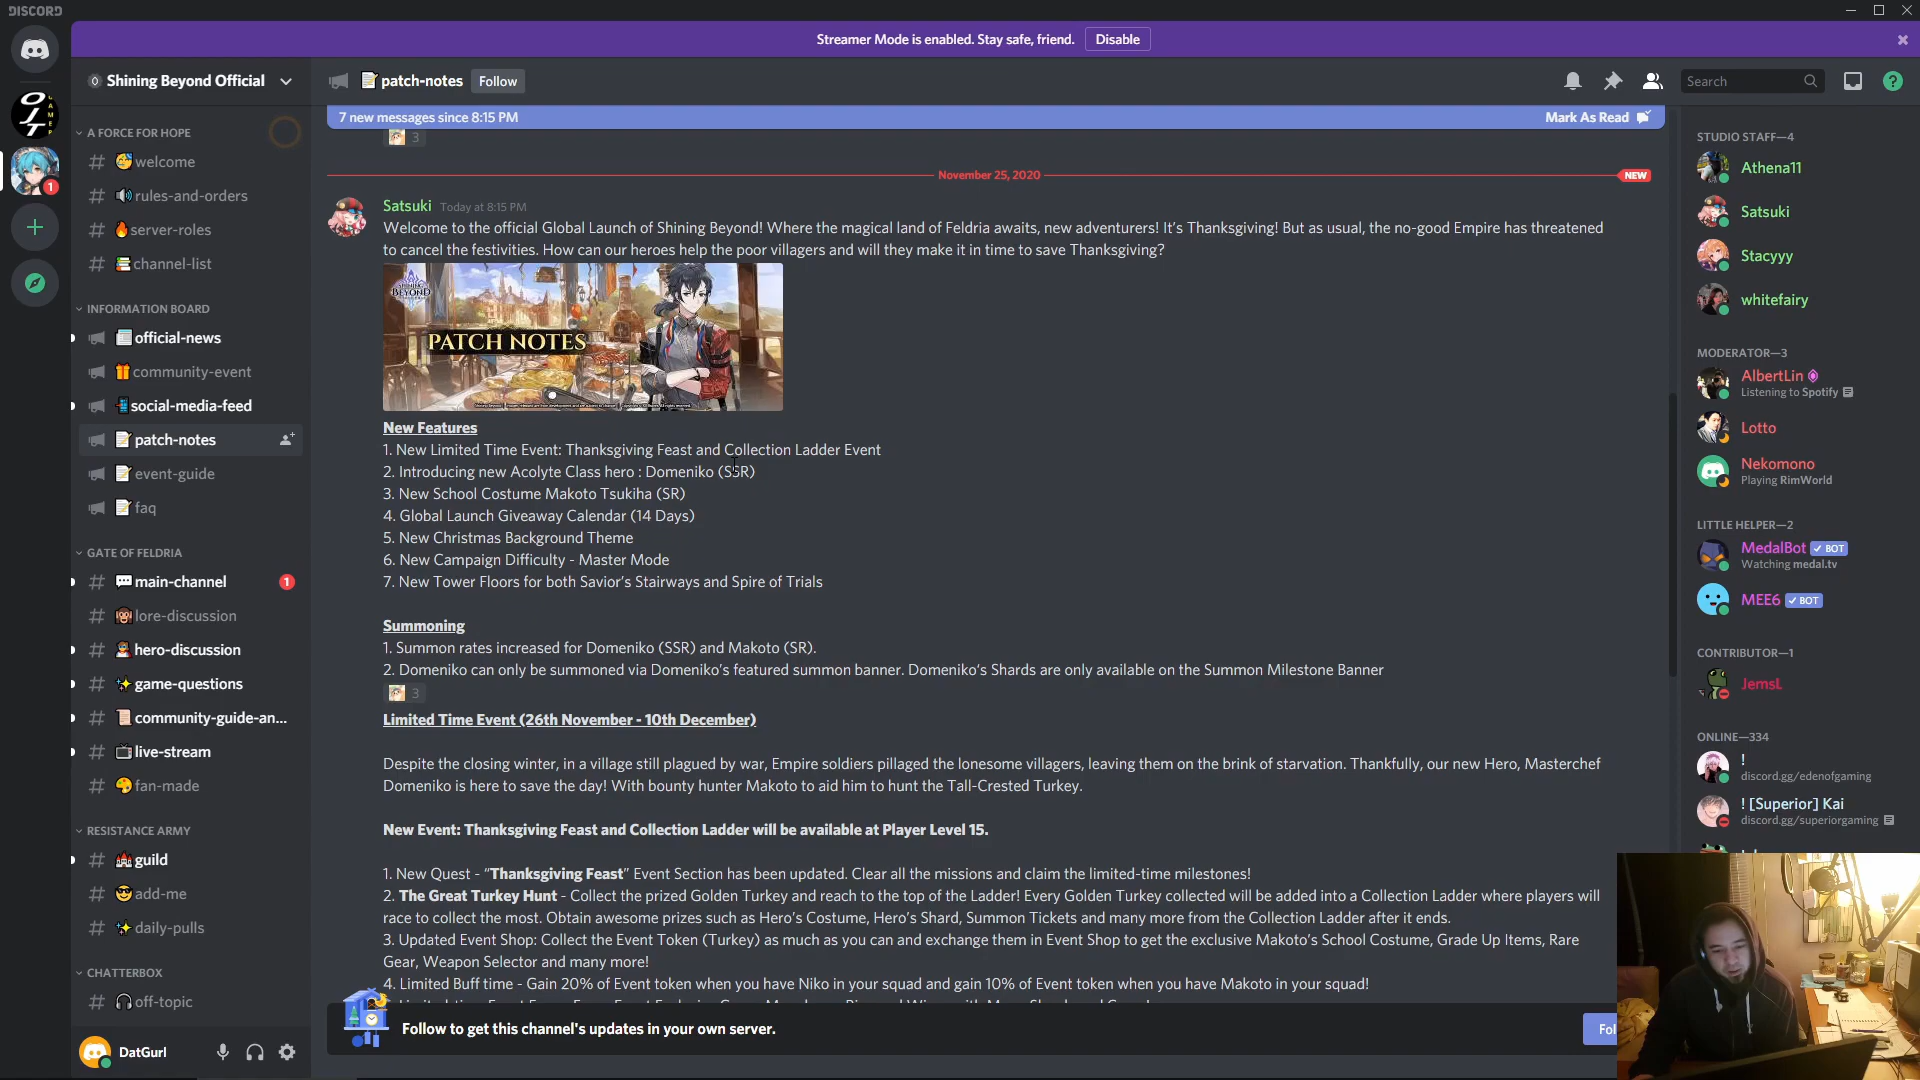 DISCORD
Streamer Mode is enabled. Stay safe, friend.
Disable
Shining Beyond Official
patch-notes
Follow
Search
7 new messages since 8:15 PM
Mark As Read
3
A FORCE FOR HOPE
welcome
rules-and-orders
server-roles
channel-list
INFORMATION BOARD
official-news
community-event
social-media-feed
patch-notes
event-guide
faq
GATE OF FELDRIA
main-channel
1
lore-discussion
hero-discussion
game-questions
community-guide-an...
live-stream
fan-made
RESISTANCE ARMY
guild
add-me
daily-pulls
CHATTERBOX
off-topic
DatGurl
OJT
GAMER
1
November 25, 2020
NEW
Satsuki Today at 8:15 PM
Welcome to the official Global Launch of Shining Beyond! Where the magical land of Feldria awaits, new adventurers! It's Thanksgiving! But as usual, the no-good Empire has threatened
to cancel the festivities. How can our heroes help the poor villagers and will they make it in time to save Thanksgiving?
SHINING
BEYOND
PATCH NOTES
New Features
1. New Limited Time Event: Thanksgiving Feast and Collection Ladder Event
2. Introducing new Acolyte Class hero : Domeniko (SSR)
3. New School Costume Makoto Tsukiha (SR)
4. Global Launch Giveaway Calendar (14 Days)
5. New Christmas Background Theme
6. New Campaign Difficulty - Master Mode
7. New Tower Floors for both Savior's Stairways and Spire of Trials
Summoning
1. Summon rates increased for Domeniko (SSR) and Makoto (SR).
2. Domeniko can only be summoned via Domeniko's featured summon banner. Domeniko's Shards are only available on the Summon Milestone Banner
3
Limited Time Event (26th November - 10th December)
Despite the closing winter, in a village still plagued by war, Empire soldiers pillaged the lonesome villagers, leaving them on the brink of starvation. Thankfully, our new Hero, Masterchef
Domeniko is here to save the day! With bounty hunter Makoto to aid him to hunt the Tall-Crested Turkey.
New Event: Thanksgiving Feast and Collection Ladder will be available at Player Level 15.
1. New Quest - “Thanksgiving Feast” Event Section has been updated. Clear all the missions and claim the limited-time milestones!
2. The Great Turkey Hunt - Collect the prized Golden Turkey and reach to the top of the Ladder! Every Golden Turkey collected will be added into a Collection Ladder where players will
race to collect the most. Obtain awesome prizes such as Hero's Costume, Hero's Shard, Summon Tickets and many more from the Collection Ladder after it ends.
3. Updated Event Shop: Collect the Event Token (Turkey) as much as you can and exchange them in Event Shop to get the exclusive Makoto's School Costume, Grade Up Items, Rare
Gear, Weapon Selector and many more!
4. Limited Buff time - Gain 20% of Event token when you have Niko in your squad and gain 10% of Event token when you have Makoto in your squad!
Follow to get this channel's updates in your own server.
Fol
STUDIO STAFF—4
Athena11
Satsuki
Stacyyy
whitefairy
MODERATOR—3
AlbertLin
Listening to Spotify
Lotto
Nekomono
Playing RimWorld
LITTLE HELPER—2
MedalBot BOT
Watching medal.tv
MEE6 BOT
CONTRIBUTOR—1
JemsL
ONLINE—334
!
discord.gg/edenofgaming
! [Superior] Kai
discord.gg/superiorgaming